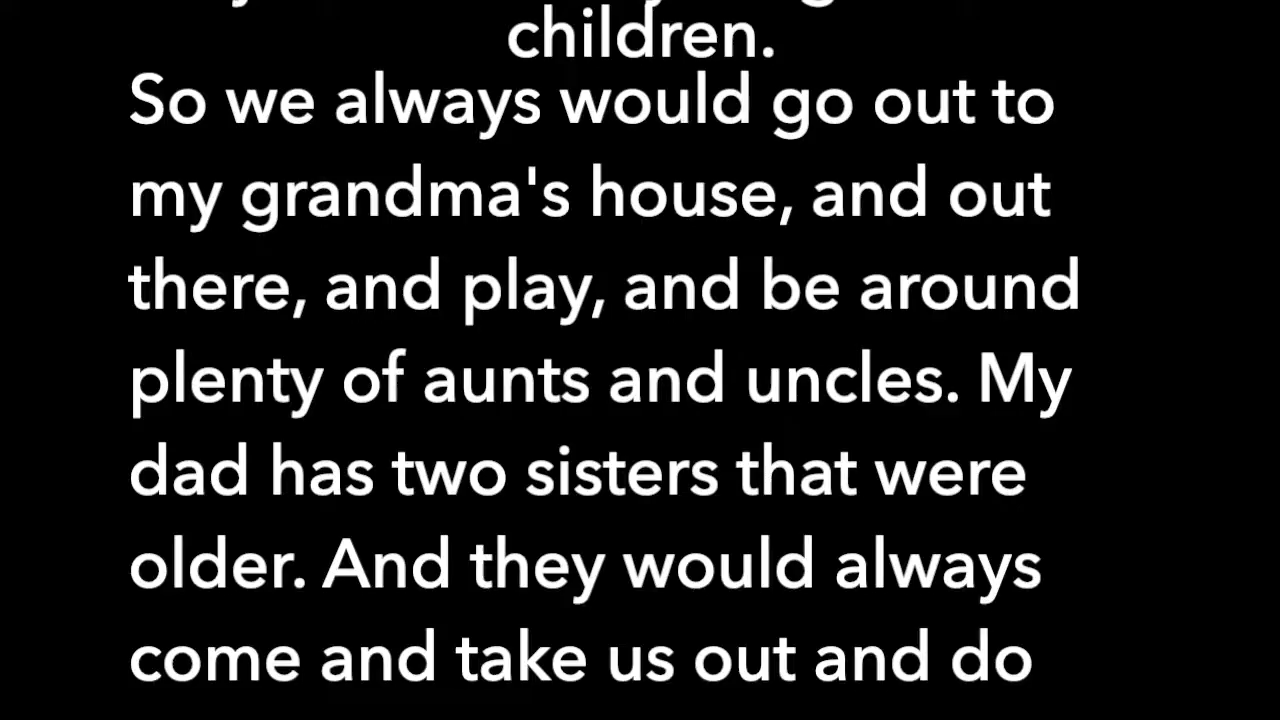 children.
So we always would go out to
my grandma's house, and out
there, and play, and be around
plenty of aunts and uncles. My
dad has two sisters that were
older. And they would always
come and take us out and do